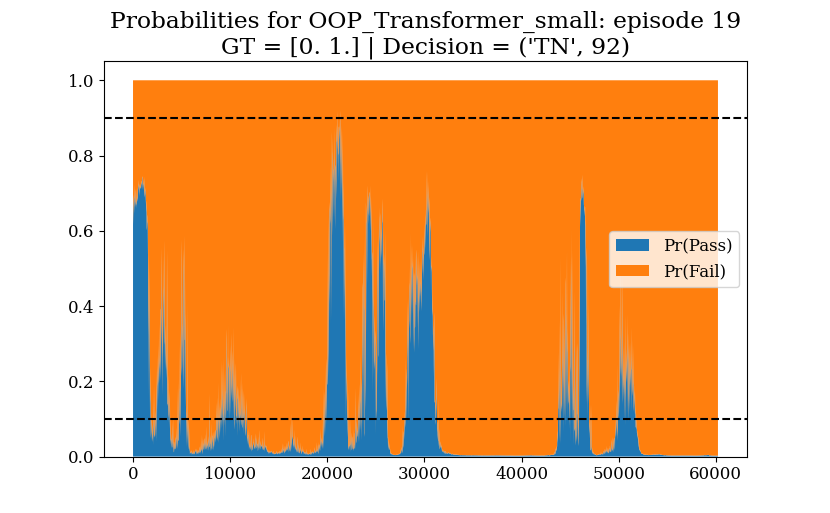 Probabilities for OOP_Transformer_small: episode 19
GT = [0. 1.] | Decision = ('TN', 92)
1.0
0.8
0.6
0.4
0.2
0.0
Pr(Pass)
Pr(Fail)
0 10000 20000 30000 40000 50000 60000